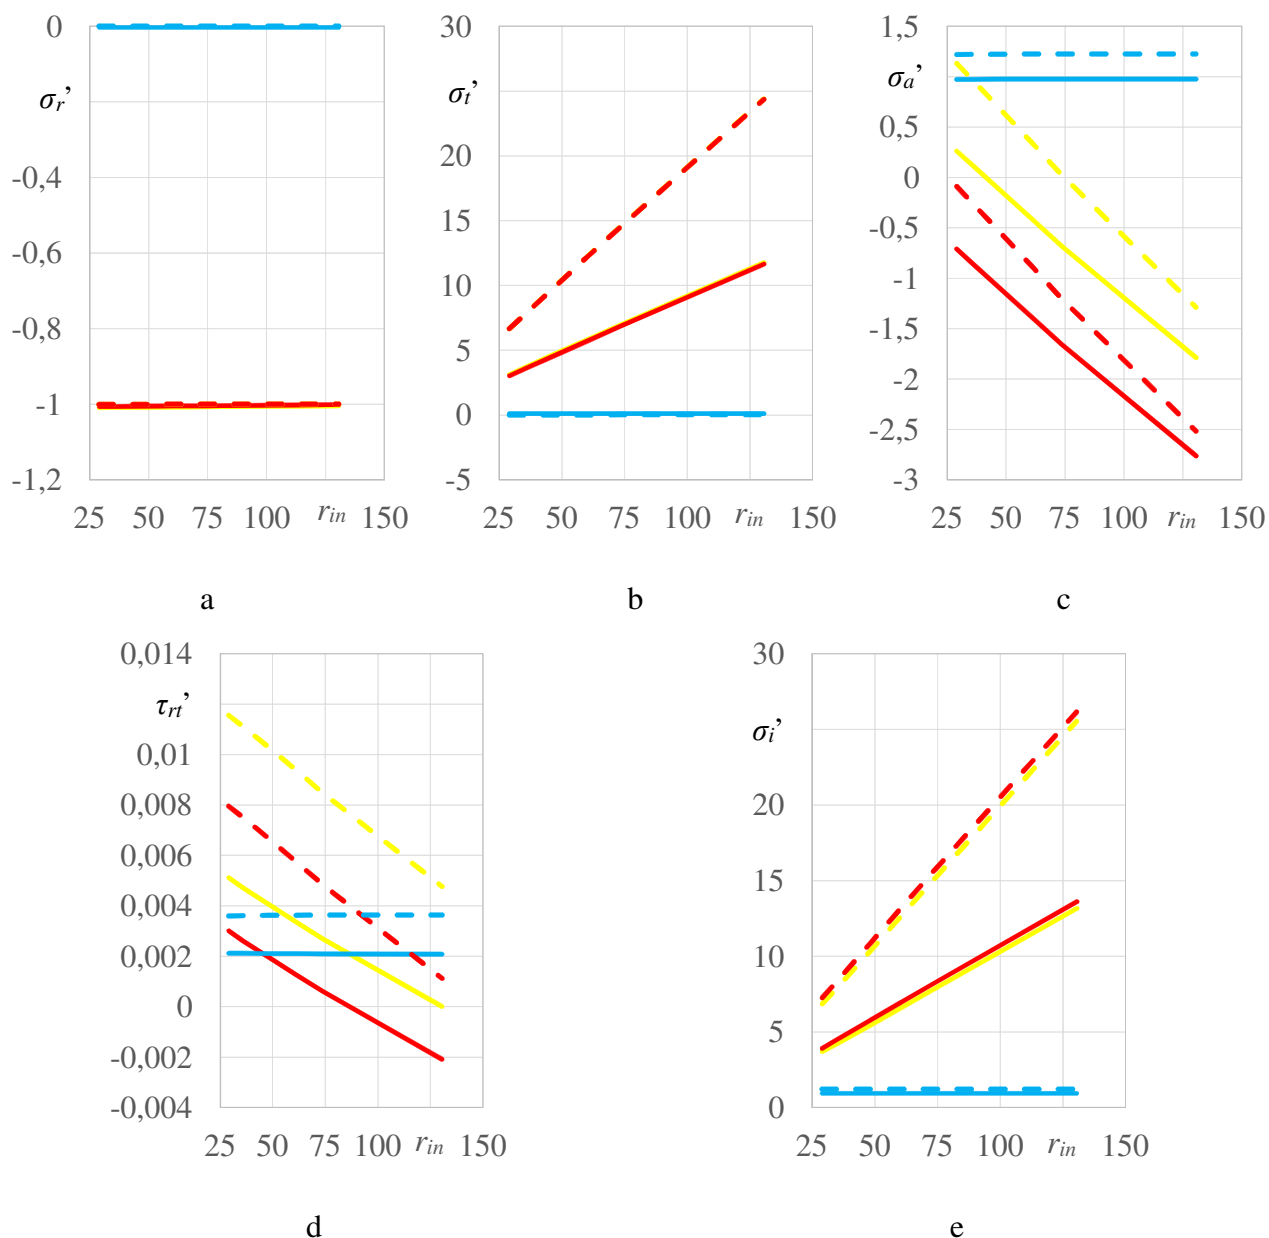 0
σr’
-0,4
-0,6
-0,8
-1
-1,2
25 50 75 100 rin 150
a
30
σt’
20
15
10
5
0
-5
25 50 75 100 rin 150
b
1,5
σa’
0,5
0
-0,5
-1
-1,5
-2
-2,5
-3
25 50 75 100 rin 150
c
0,014
τrt’
0,01
0,008
0,006
0,004
0,002
0
-0,002
-0,004
25 50 75 100 rin 150
d
30
σi’
20
15
10
5
0
25 50 75 100 rin 150
e